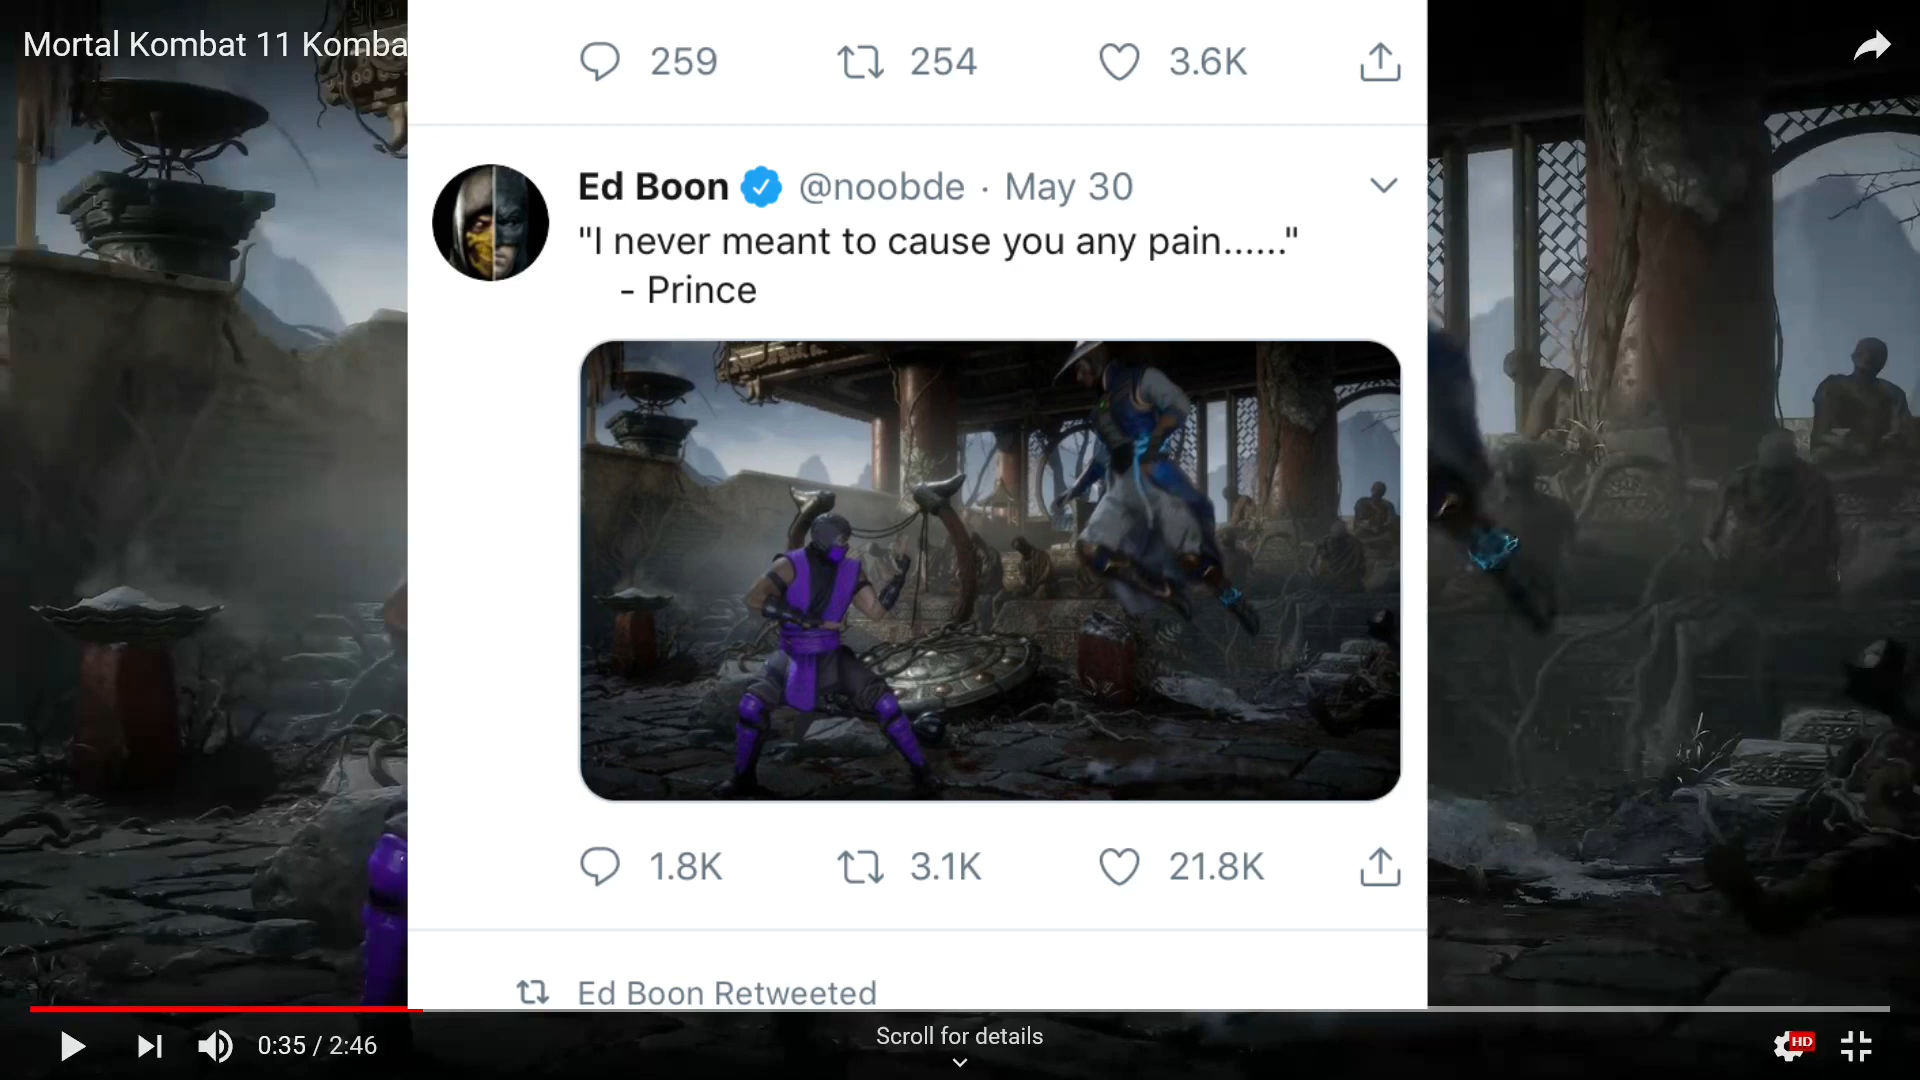 Mortal Kombat 11 Komba
259 254 3.6K
Ed Boon @noobde · May 30
"I never meant to cause you any pain......"
- Prince
1.8K 3.1K 21.8K
Ed Boon Retweeted
Scroll for details
0:35 / 2:46
HD